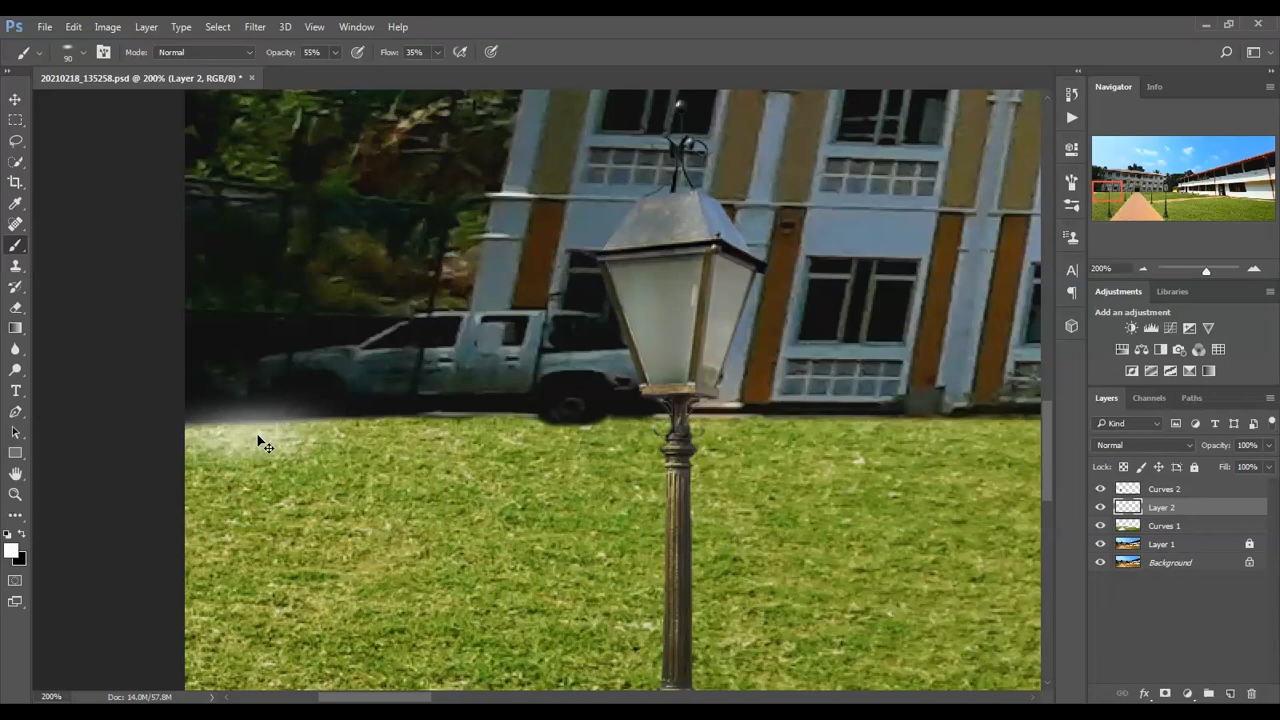 Ps File Edit Image Layer Type Select Filter 3D View Window Help
90 Mode: Normal Opacity: 55% Flow: 35%
20210218_135258.psd @ 200% (Layer 2, RGB/8) * ×
Navigator Info
200%
Adjustments Libraries
Add an adjustment
Layers Channels Paths
Kind
Normal Opacity: 100%
Lock: Fill: 100%
Curves 2
Layer 2
Curves 1
Layer 1
Background
200% Doc: 14.0M/57.8M